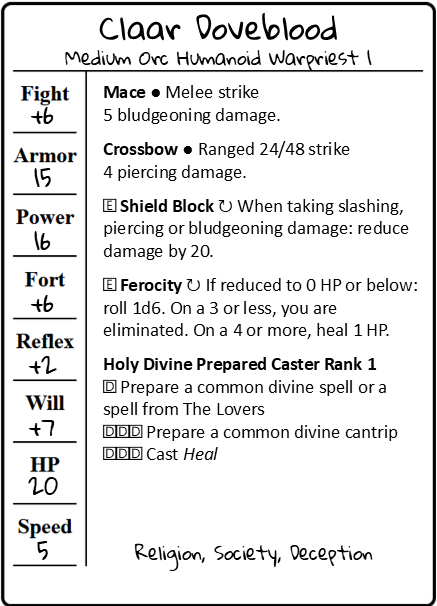 Claar Doveblood
Medium Orc Humanoid Warpriest 1
Fight
+6
Armor
15
Power
16
Fort
+6
Reflex
+2
Will
+7
HP
20
Speed
5
Mace ● Melee strike
5 bludgeoning damage.
Crossbow ● Ranged 24/48 strike
4 piercing damage.
🄴 Shield Block ↻ When taking slashing,
piercing or bludgeoning damage: reduce
damage by 20.
🄴 Ferocity ↻ If reduced to 0 HP or below:
roll 1d6. On a 3 or less, you are
eliminated. On a 4 or more, heal 1 HP.
Holy Divine Prepared Caster Rank 1
🄳 Prepare a common divine spell or a
spell from The Lovers
🄳🄳🄳 Prepare a common divine cantrip
🄳🄳🄳 Cast Heal
Religion, Society, Deception